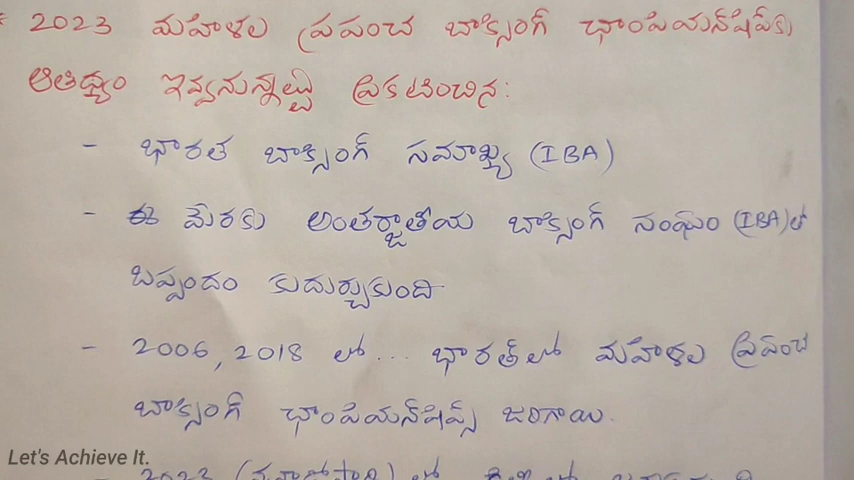 * 2023 మహిళల ప్రపంచ బాక్సింగ్ ఛాంపియన్‌షిప్‌కు
ఆతిథ్యం ఇవ్వనున్నట్లు ప్రకటించిన:
- భారత బాక్సింగ్ సమాఖ్య (IBA)
- ఈ మేరకు అంతర్జాతీయ బాక్సింగ్ సంఘం (IBA)తో
ఒప్పందం కుదుర్చుకుంది
- 2006, 2018 లో... భారత్‌లో మహిళల ప్రపంచ
బాక్సింగ్ ఛాంపియన్‌షిప్స్ జరిగాయి.
- 2023 లో
Let's Achieve It.